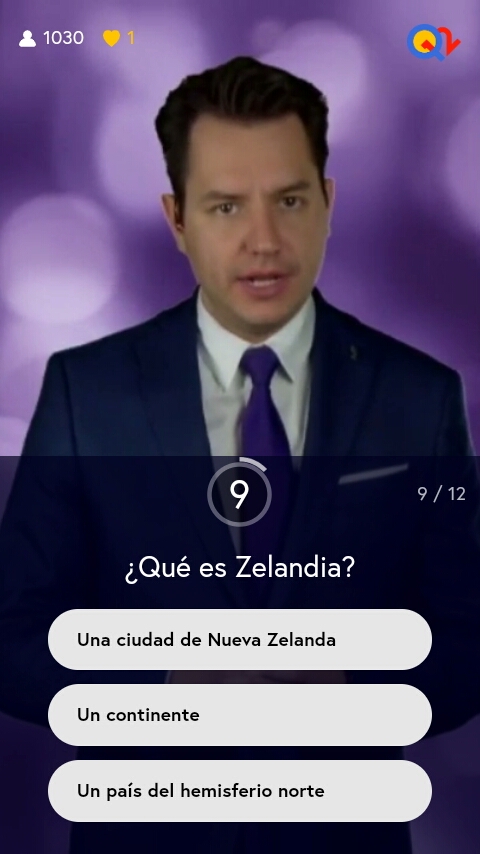 1030 1
9
9 / 12
¿Qué es Zelandia?
Una ciudad de Nueva Zelanda
Un continente
Un país del hemisferio norte